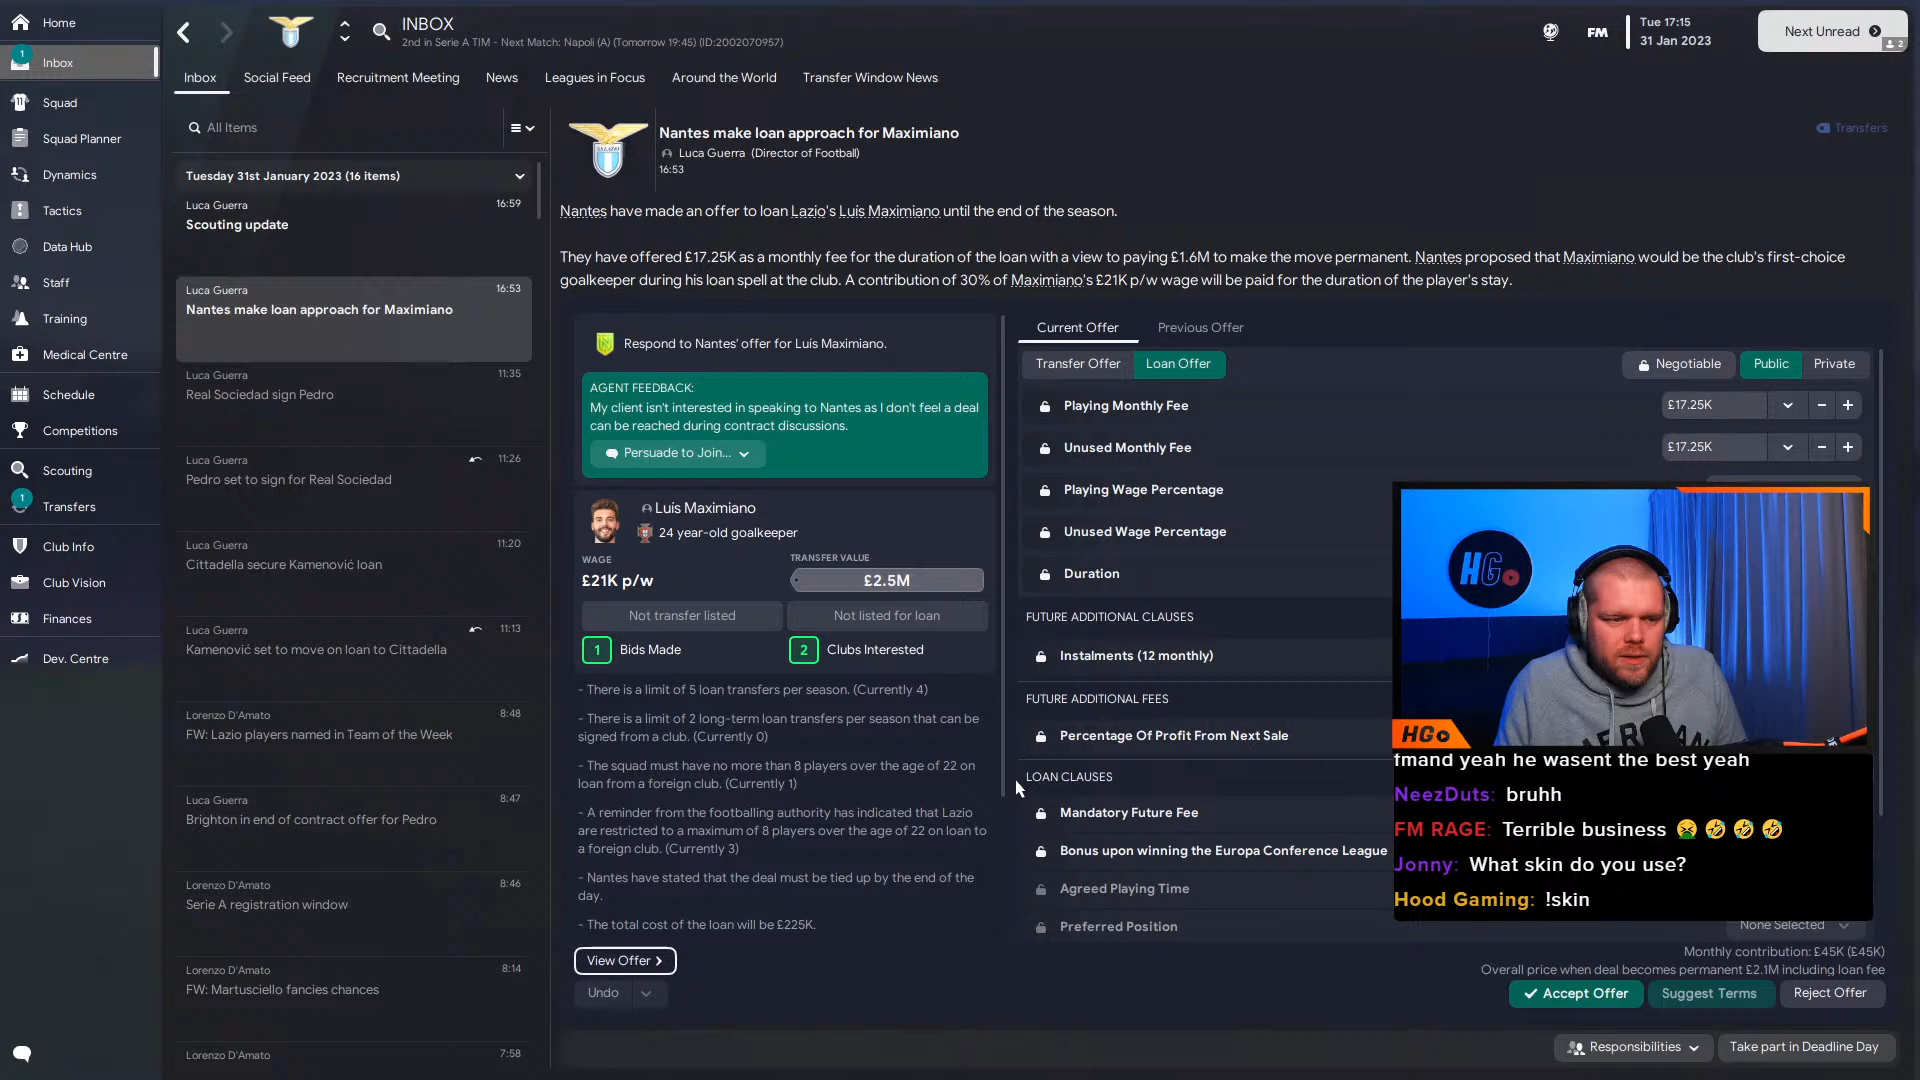 Home
1
Inbox
Squad
Squad Planner
Dynamics
Tactics
Data Hub
Staff
Training
Medical Centre
Schedule
Competitions
Scouting
1
Transfers
Club Info
Club Vision
Finances
Dev. Centre
INBOX
2nd in Serie A TIM - Next Match: Napoli (A) (Tomorrow 19:45) (ID:2002070957)
FM
Tue 17:15
31 Jan 2023
Next Unread
2
Inbox
Social Feed
Recruitment Meeting
News
Leagues in Focus
Around the World
Transfer Window News
All Items
Tuesday 31st January 2023 (16 items)
Luca Guerra 16:59
Scouting update
Luca Guerra 16:53
Nantes make loan approach for Maximiano
Luca Guerra 11:35
Real Sociedad sign Pedro
Luca Guerra 11:26
Pedro set to sign for Real Sociedad
Luca Guerra 11:20
Cittadella secure Kamenović loan
Luca Guerra 11:13
Kamenović set to move on loan to Cittadella
Lorenzo D'Amato 8:48
FW: Lazio players named in Team of the Week
Luca Guerra 8:47
Brighton in end of contract offer for Pedro
Lorenzo D'Amato 8:46
Serie A registration window
Lorenzo D'Amato 8:14
FW: Martusciello fancies chances
Lorenzo D'Amato 7:58
Nantes make loan approach for Maximiano
Luca Guerra (Director of Football)
16:53
Transfers
Nantes have made an offer to loan Lazio's Luís Maximiano until the end of the season.
They have offered £17.25K as a monthly fee for the duration of the loan with a view to paying £1.6M to make the move permanent. Nantes proposed that Maximiano would be the club's first-choice
goalkeeper during his loan spell at the club. A contribution of 30% of Maximiano's £21K p/w wage will be paid for the duration of the player's stay.
Respond to Nantes' offer for Luís Maximiano.
AGENT FEEDBACK:
My client isn't interested in speaking to Nantes as I don't feel a deal
can be reached during contract discussions.
Persuade to Join...
Luís Maximiano
24 year-old goalkeeper
WAGE
£21K p/w
TRANSFER VALUE
£2.5M
Not transfer listed
Not listed for loan
1 Bids Made
2 Clubs Interested
- There is a limit of 5 loan transfers per season. (Currently 4)
- There is a limit of 2 long-term loan transfers per season that can be
signed from a club. (Currently 0)
- The squad must have no more than 8 players over the age of 22 on
loan from a foreign club. (Currently 1)
- A reminder from the footballing authority has indicated that Lazio
are restricted to a maximum of 8 players over the age of 22 on loan to
a foreign club. (Currently 3)
- Nantes have stated that the deal must be tied up by the end of the
day.
- The total cost of the loan will be £225K.
View Offer
Undo
Current Offer
Previous Offer
Transfer Offer
Loan Offer
Negotiable
Public
Private
Playing Monthly Fee £17.25K
Unused Monthly Fee £17.25K
Playing Wage Percentage
Unused Wage Percentage
Duration
FUTURE ADDITIONAL CLAUSES
Instalments (12 monthly)
FUTURE ADDITIONAL FEES
Percentage Of Profit From Next Sale
LOAN CLAUSES
Mandatory Future Fee
Bonus upon winning the Europa Conference League
Agreed Playing Time
Preferred Position
None Selected
HG
HG
fmand yeah he wasent the best yeah
NeezDuts: bruhh
FM RAGE: Terrible business 🤮 🤣 🤣 🤣
Jonny: What skin do you use?
Hood Gaming: !skin
Monthly contribution: £45K (£45K)
Overall price when deal becomes permanent £2.1M including loan fee
Accept Offer
Suggest Terms
Reject Offer
Responsibilities
Take part in Deadline Day